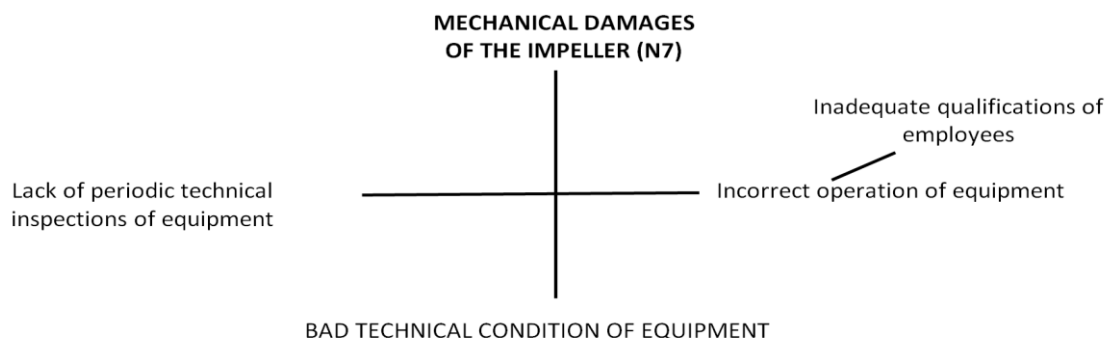 MECHANICAL DAMAGES
OF THE IMPELLER (N7)
Inadequate qualifications of
employees
Lack of periodic technical
inspections of equipment
Incorrect operation of equipment
BAD TECHNICAL CONDITION OF EQUIPMENT